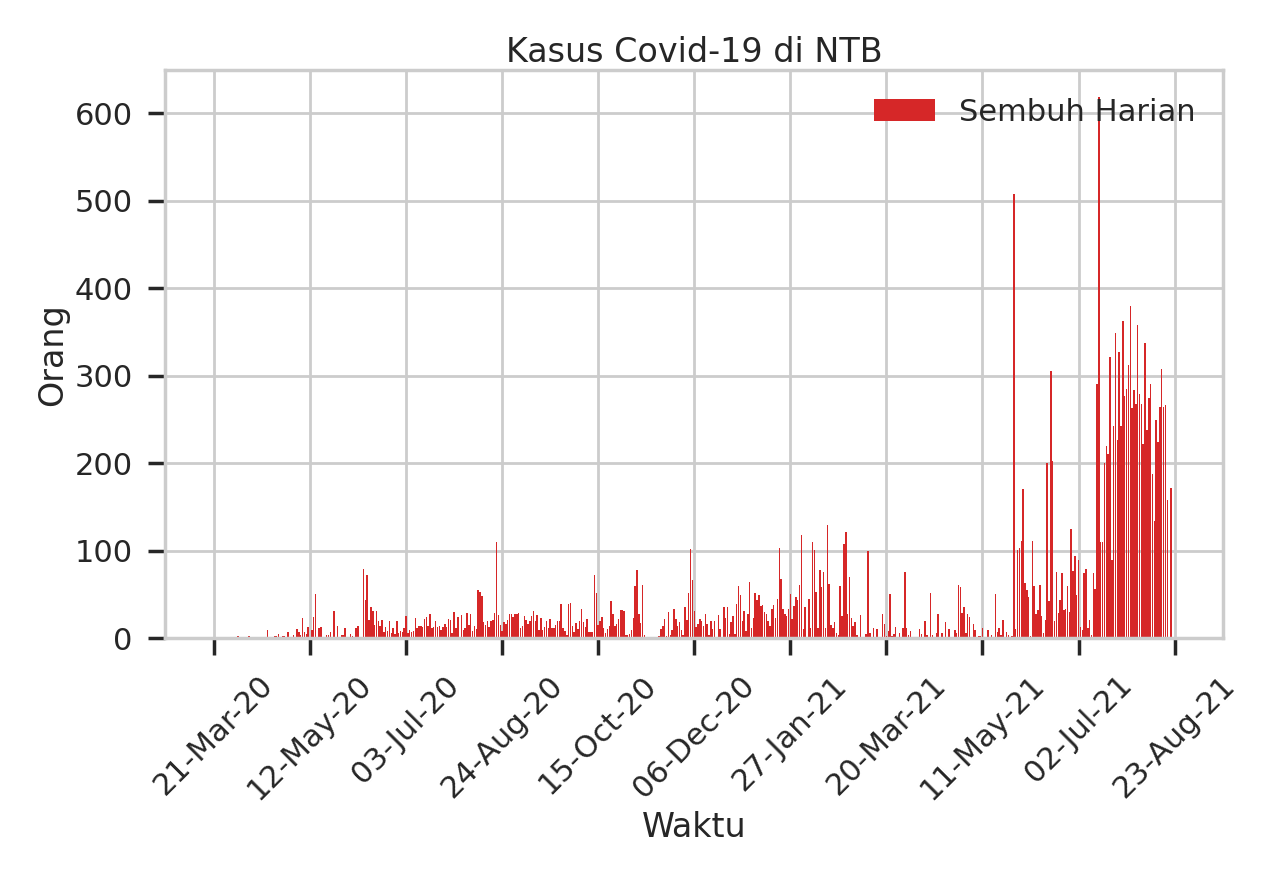 Kasus Covid-19 di NTB
Sembuh Harian
Orang
600
500
400
300
200
100
0
21-Mar-20
12-May-20
03-Jul-20
24-Aug-20
15-Oct-20
06-Dec-20
27-Jan-21
20-Mar-21
11-May-21
02-Jul-21
23-Aug-21
Waktu